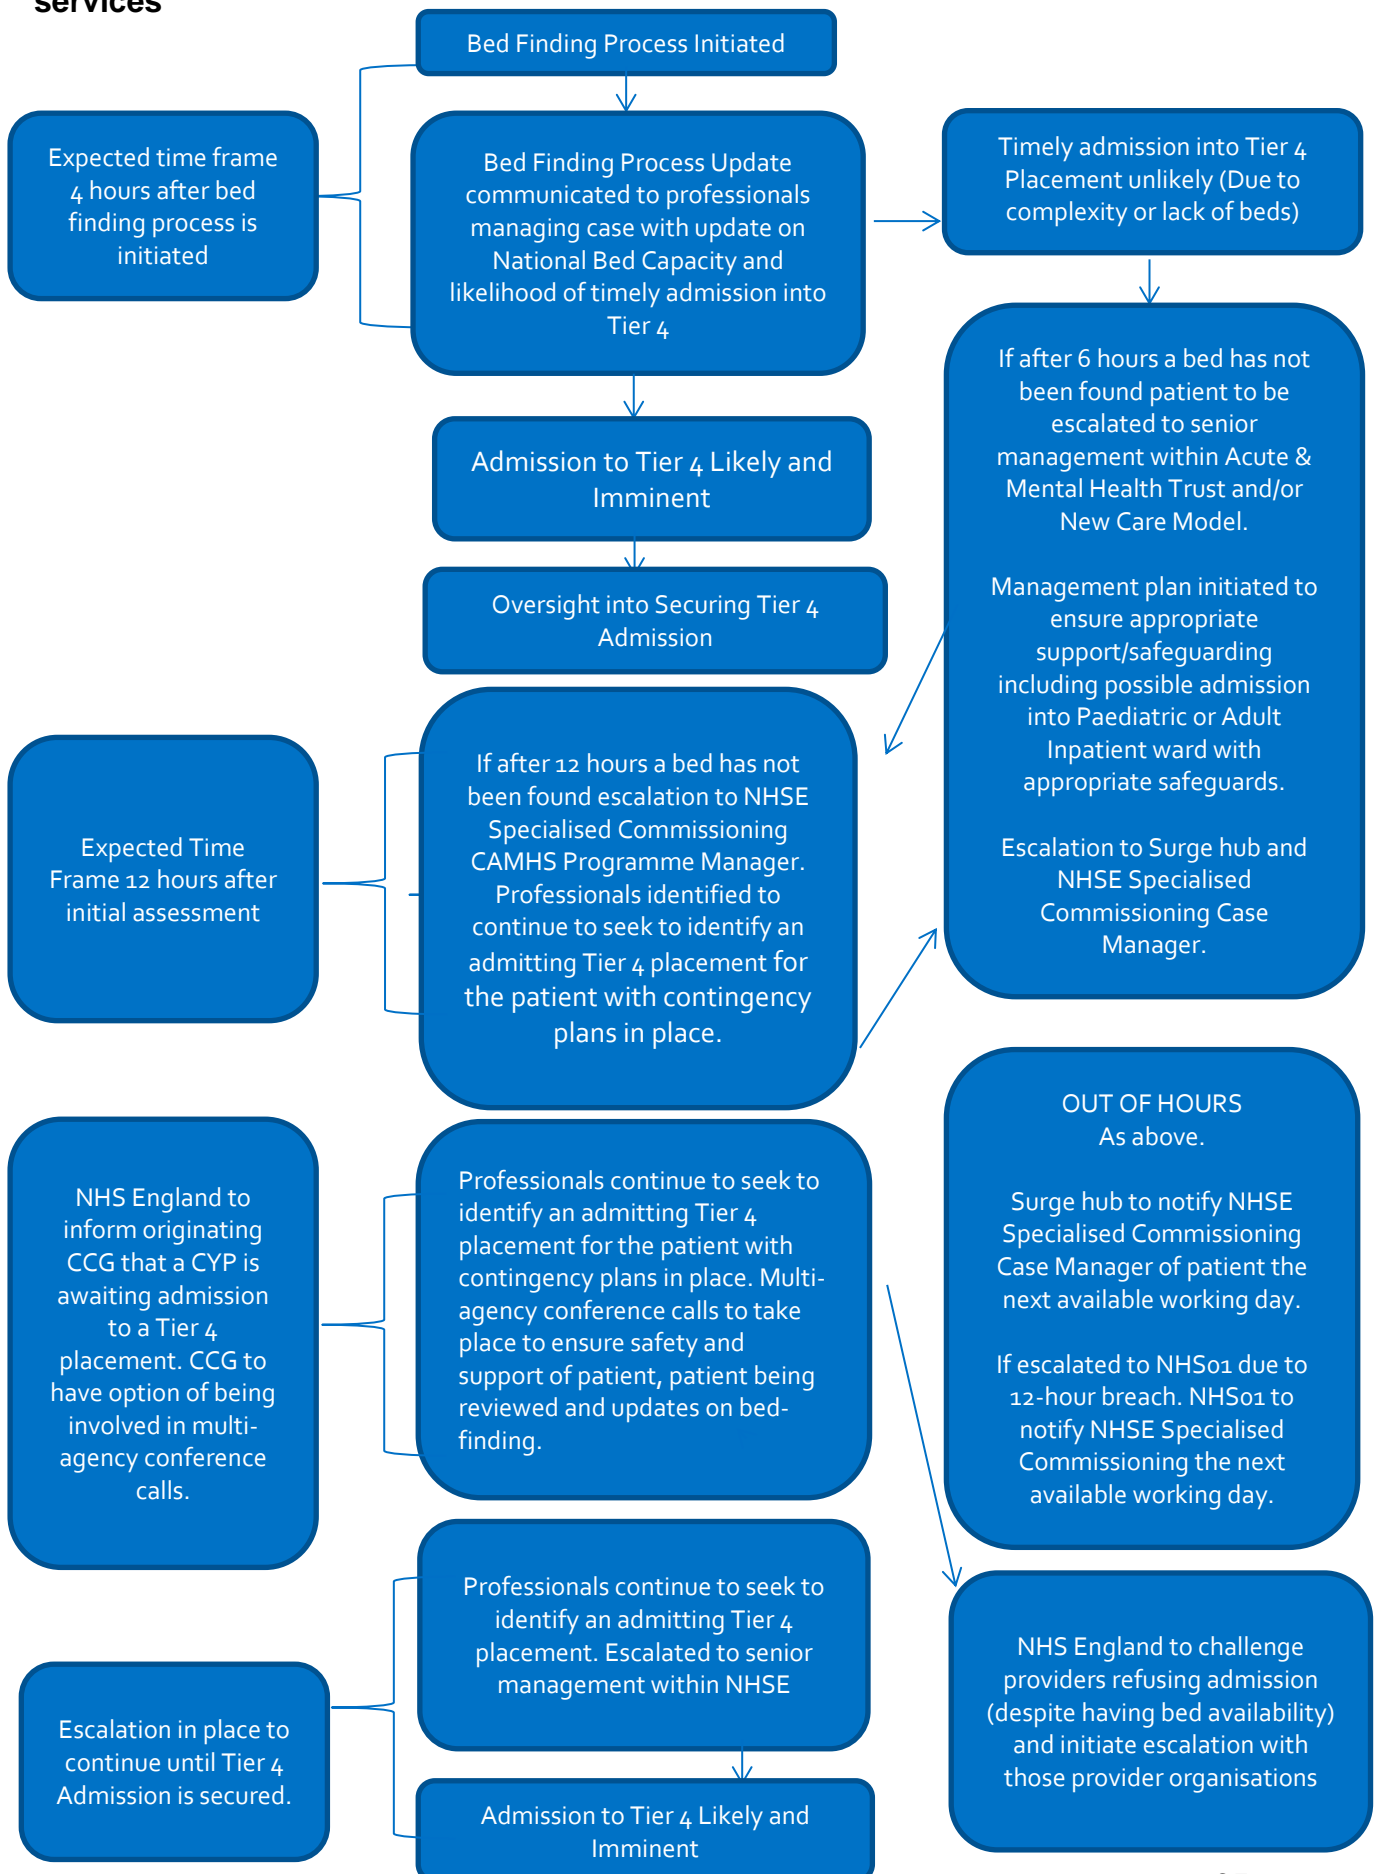 services
Bed Finding Process Initiated
Expected time frame
4 hours after bed
finding process is
initiated
Bed Finding Process Update
communicated to professionals
managing case with update on
National Bed Capacity and
likelihood of timely admission into
Tier 4
Timely admission into Tier 4
Placement unlikely (Due to
complexity or lack of beds)
If after 6 hours a bed has not
been found patient to be
escalated to senior
management within Acute &
Mental Health Trust and/or
New Care Model.
Management plan initiated to
ensure appropriate
support/safeguarding
including possible admission
into Paediatric or Adult
Inpatient ward with
appropriate safeguards.
Escalation to Surge hub and
NHSE Specialised
Commissioning Case
Manager.
Admission to Tier 4 Likely and
Imminent
Oversight into Securing Tier 4
Admission
Expected Time
Frame 12 hours after
initial assessment
If after 12 hours a bed has not
been found escalation to NHSE
Specialised Commissioning
CAMHS Programme Manager.
Professionals identified to
continue to seek to identify an
admitting Tier 4 placement for
the patient with contingency
plans in place.
OUT OF HOURS
As above.
Surge hub to notify NHSE
Specialised Commissioning
Case Manager of patient the
next available working day.
If escalated to NHS01 due to
12-hour breach. NHS01 to
notify NHSE Specialised
Commissioning the next
available working day.
NHS England to
inform originating
CCG that a CYP is
awaiting admission
to a Tier 4
placement. CCG to
have option of being
involved in multi-
agency conference
calls.
Professionals continue to seek to
identify an admitting Tier 4
placement for the patient with
contingency plans in place. Multi-
agency conference calls to take
place to ensure safety and
support of patient, patient being
reviewed and updates on bed-
finding.
Professionals continue to seek to
identify an admitting Tier 4
placement. Escalated to senior
management within NHSE
NHS England to challenge
providers refusing admission
(despite having bed availability)
and initiate escalation with
those provider organisations
Escalation in place to
continue until Tier 4
Admission is secured.
Admission to Tier 4 Likely and
Imminent